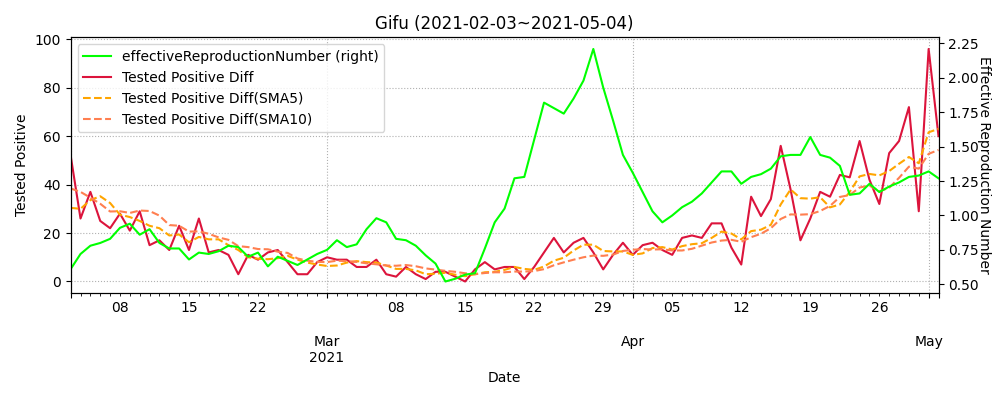 Gifu (2021-02-03~2021-05-04)
effectiveReproductionNumber (right)
Tested Positive Diff
Tested Positive Diff(SMA5)
Tested Positive Diff(SMA10)
100
80
60
40
20
0
Tested Positive
2.25
2.00
1.75
1.50
1.25
1.00
0.75
0.50
Effective Reproduction Number
08 15 22 08 15 22 29 05 12 19 26
Mar Apr May
2021
Date